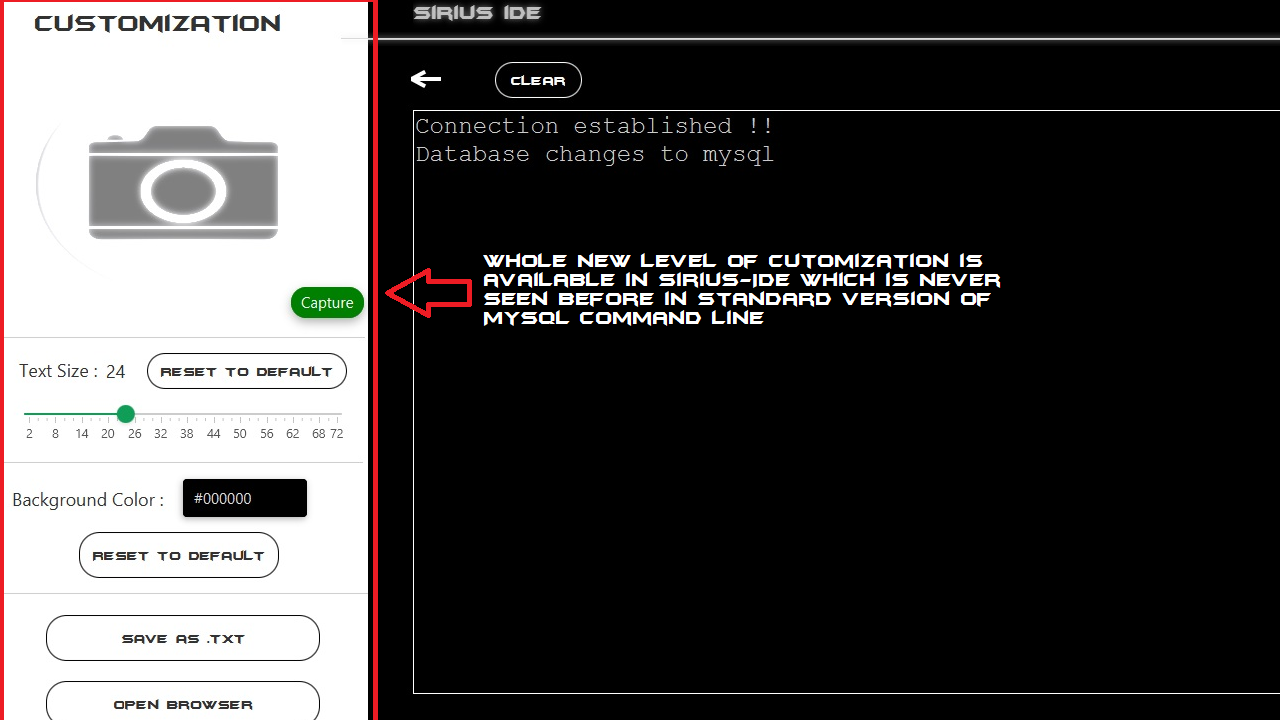 CUSTOMIZATION
Capture
Text Size : 24
RESET TO DEFAULT
2 8 14 20 26 32 38 44 50 56 62 68 72
Background Color :
#000000
RESET TO DEFAULT
SAVE AS .TXT
OPEN BROWSER
SIRIUS IDE
CLEAR
Connection established !!
Database changes to mysql
WHOLE NEW LEVEL OF CUTOMIZATION IS
AVAILABLE IN SIRIUS-IDE WHICH IS NEVER
SEEN BEFORE IN STANDARD VERSION OF
MYSQL COMMAND LINE